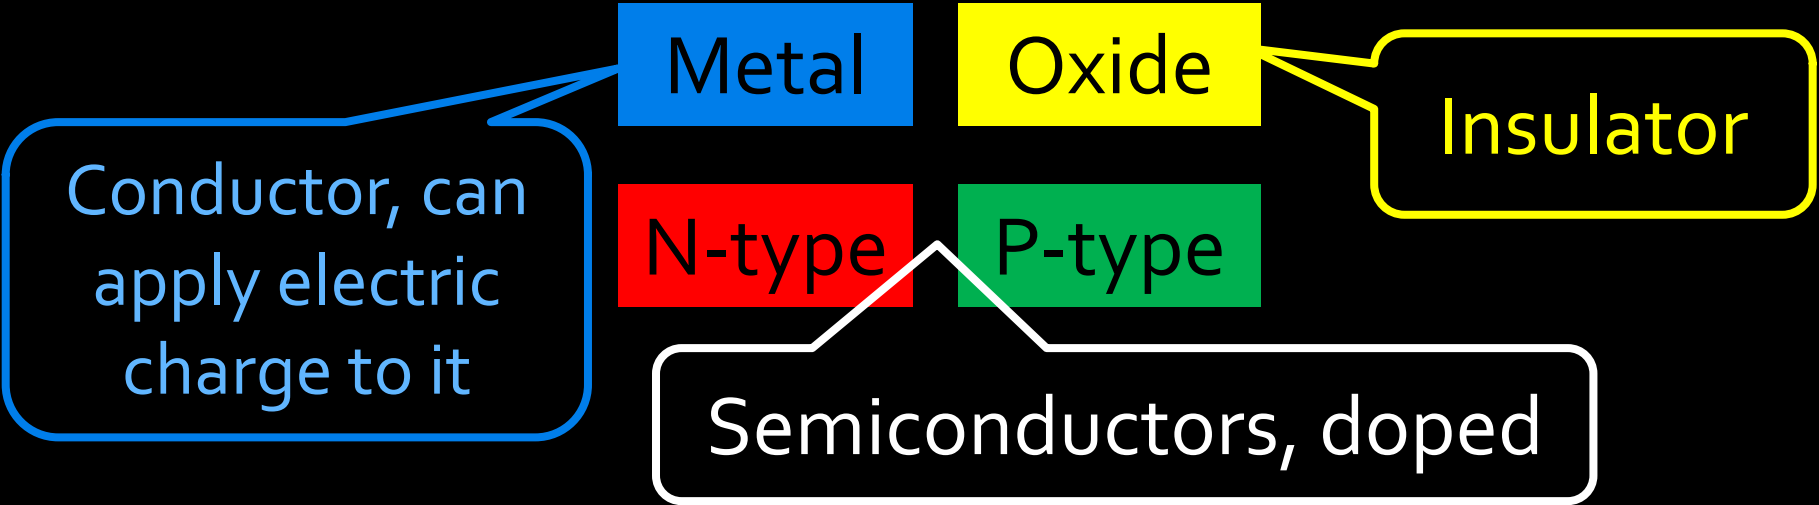 Metal
Oxide
Insulator
Conductor, can
apply electric
charge to it
N-type
P-type
Semiconductors, doped